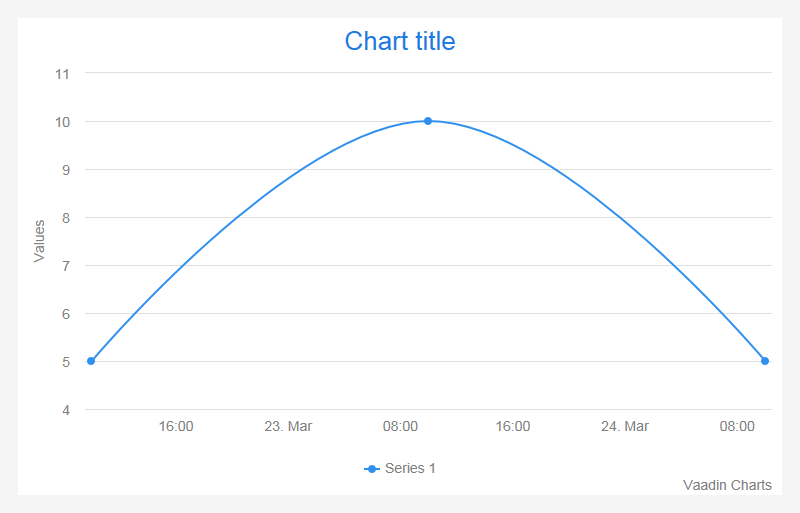 Chart title
11
10
9
8
7
6
5
4
Values
16:00 23. Mar 08:00 16:00 24. Mar 08:00
Series 1
Vaadin Charts